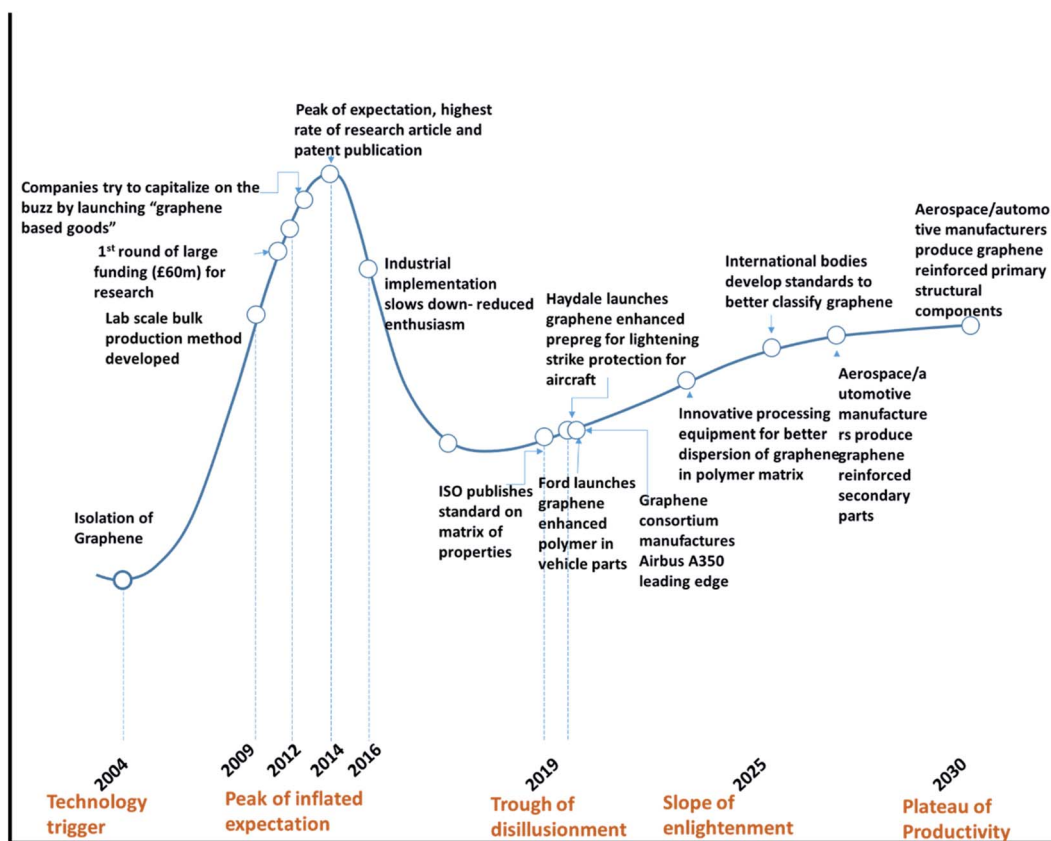 Peak of expectation, highest
rate of research article and
patent publication
Companies try to capitalize on the
buzz by launching “graphene
based goods”
1st round of large
funding (£60m) for
research
Lab scale bulk
production method
developed
Isolation of
Graphene
Industrial
implementation
slows down- reduced
enthusiasm
Haydale launches
graphene enhanced
prepreg for lightening
strike protection for
aircraft
International bodies
develop standards to
better classify graphene
Aerospace/automo
tive manufacturers
produce graphene
reinforced primary
structural
components
ISO publishes
standard on
matrix of
properties
Ford launches
graphene
enhanced
polymer in
vehicle parts
Graphene
consortium
manufactures
Airbus A350
leading edge
Innovative processing
equipment for better
dispersion of graphene
in polymer matrix
Aerospace/a
utomotive
manufacture
rs produce
graphene
reinforced
secondary
parts
2004
2009
2012
2014
2016
2019
2025
2030
Technology
trigger
Peak of inflated
expectation
Trough of
disillusionment
Slope of
enlightenment
Plateau of
Productivity